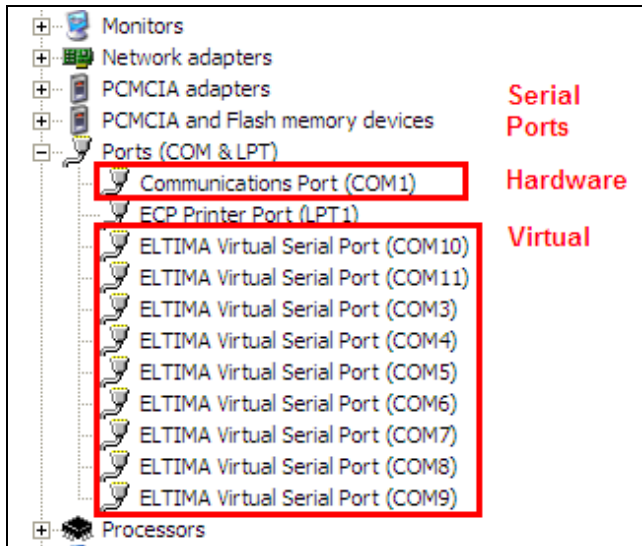 Monitors
Network adapters
PCMCIA adapters
PCMCIA and Flash memory devices
Serial
Ports
Ports (COM & LPT)
Communications Port (COM1)
Hardware
ECP Printer Port (LPT1)
Virtual
ELTIMA Virtual Serial Port (COM10)
ELTIMA Virtual Serial Port (COM11)
ELTIMA Virtual Serial Port (COM3)
ELTIMA Virtual Serial Port (COM4)
ELTIMA Virtual Serial Port (COM5)
ELTIMA Virtual Serial Port (COM6)
ELTIMA Virtual Serial Port (COM7)
ELTIMA Virtual Serial Port (COM8)
ELTIMA Virtual Serial Port (COM9)
Processors